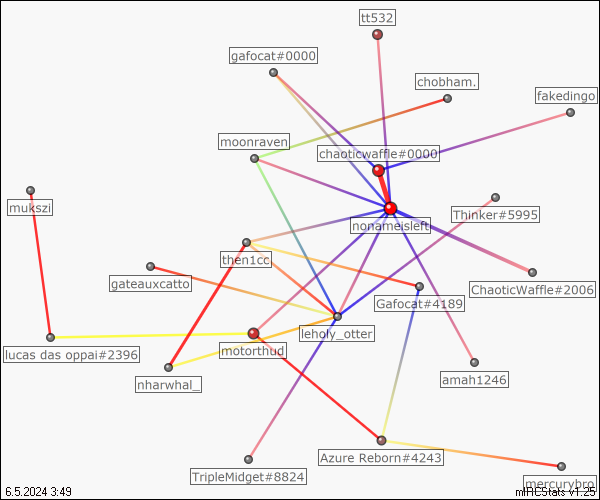 tt532
gafocat#0000
chobham.
fakedingo
moonraven
chaoticwaffle#0000
mukszi
Thinker#5995
nonameisleft
then1cc
gateauxcatto
ChaoticWaffle#2006
Gafocat#4189
leholy_otter
motorthud
lucas das oppai#2396
amah1246
nharwhal_
Azure Reborn#4243
TripleMidget#8824
mercurybro
6.5.2024 3:49
mIRCStats v1.25